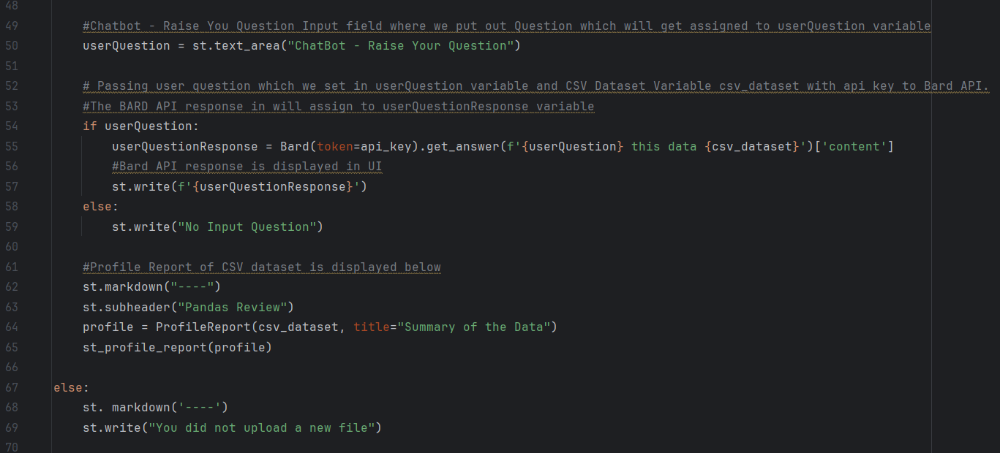 48
49 #Chatbot - Raise You Question Input field where we put out Question which will get assigned to userQuestion variable
50 userQuestion = st.text_area("ChatBot - Raise Your Question")
51
52 # Passing user question which we set in userQuestion variable and CSV Dataset Variable csv_dataset with api key to Bard API.
53 #The BARD API response in will assign to userQuestionResponse variable
54 if userQuestion:
55 userQuestionResponse = Bard(token=api_key).get_answer(f'{userQuestion} this data {csv_dataset}')['content']
56 #Bard API response is displayed in UI
57 st.write(f'{userQuestionResponse}')
58 else:
59 st.write("No Input Question")
60
61 #Profile Report of CSV dataset is displayed below
62 st.markdown("----")
63 st.subheader("Pandas Review")
64 profile = ProfileReport(csv_dataset, title="Summary of the Data")
65 st_profile_report(profile)
66
67 else:
68 st. markdown('----')
69 st.write("You did not upload a new file")
70